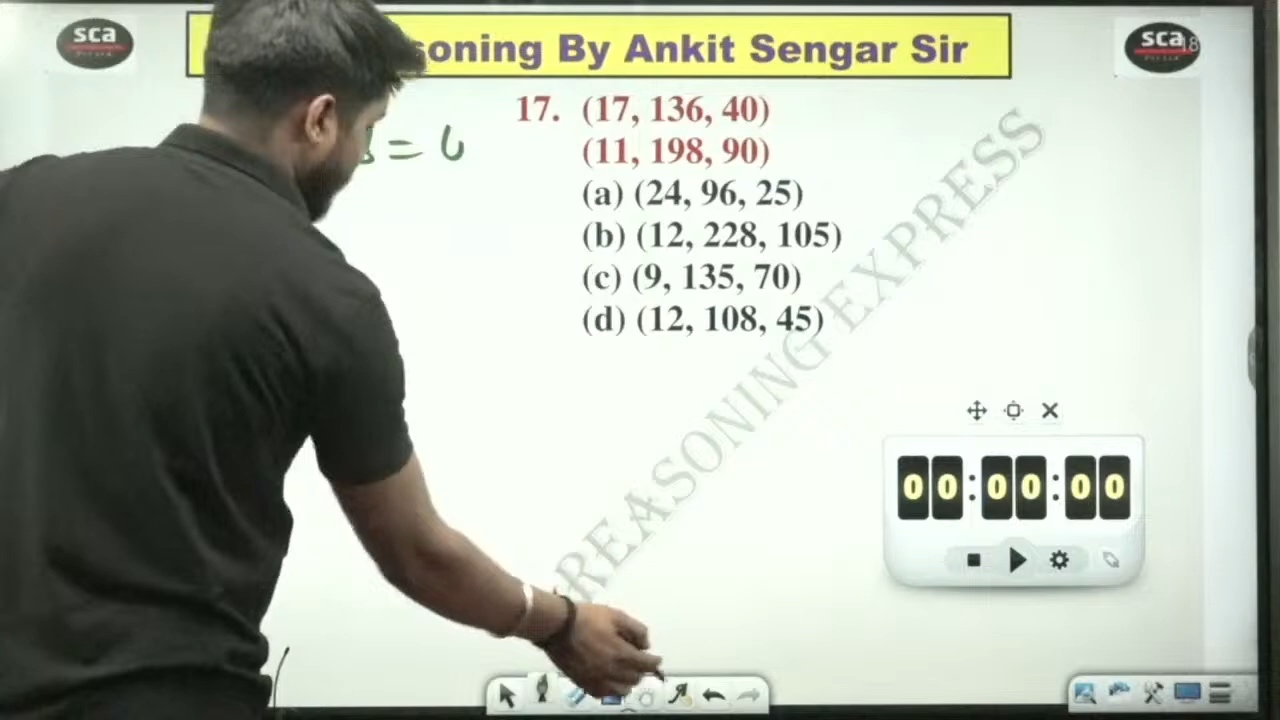 sca
soning By Ankit Sengar Sir
sca
18
= 6
17. (17, 136, 40)
(11, 198, 90)
(a) (24, 96, 25)
(b) (12, 228, 105)
(c) (9, 135, 70)
(d) (12, 108, 45)
REASONING EXPRESS
00:00:00